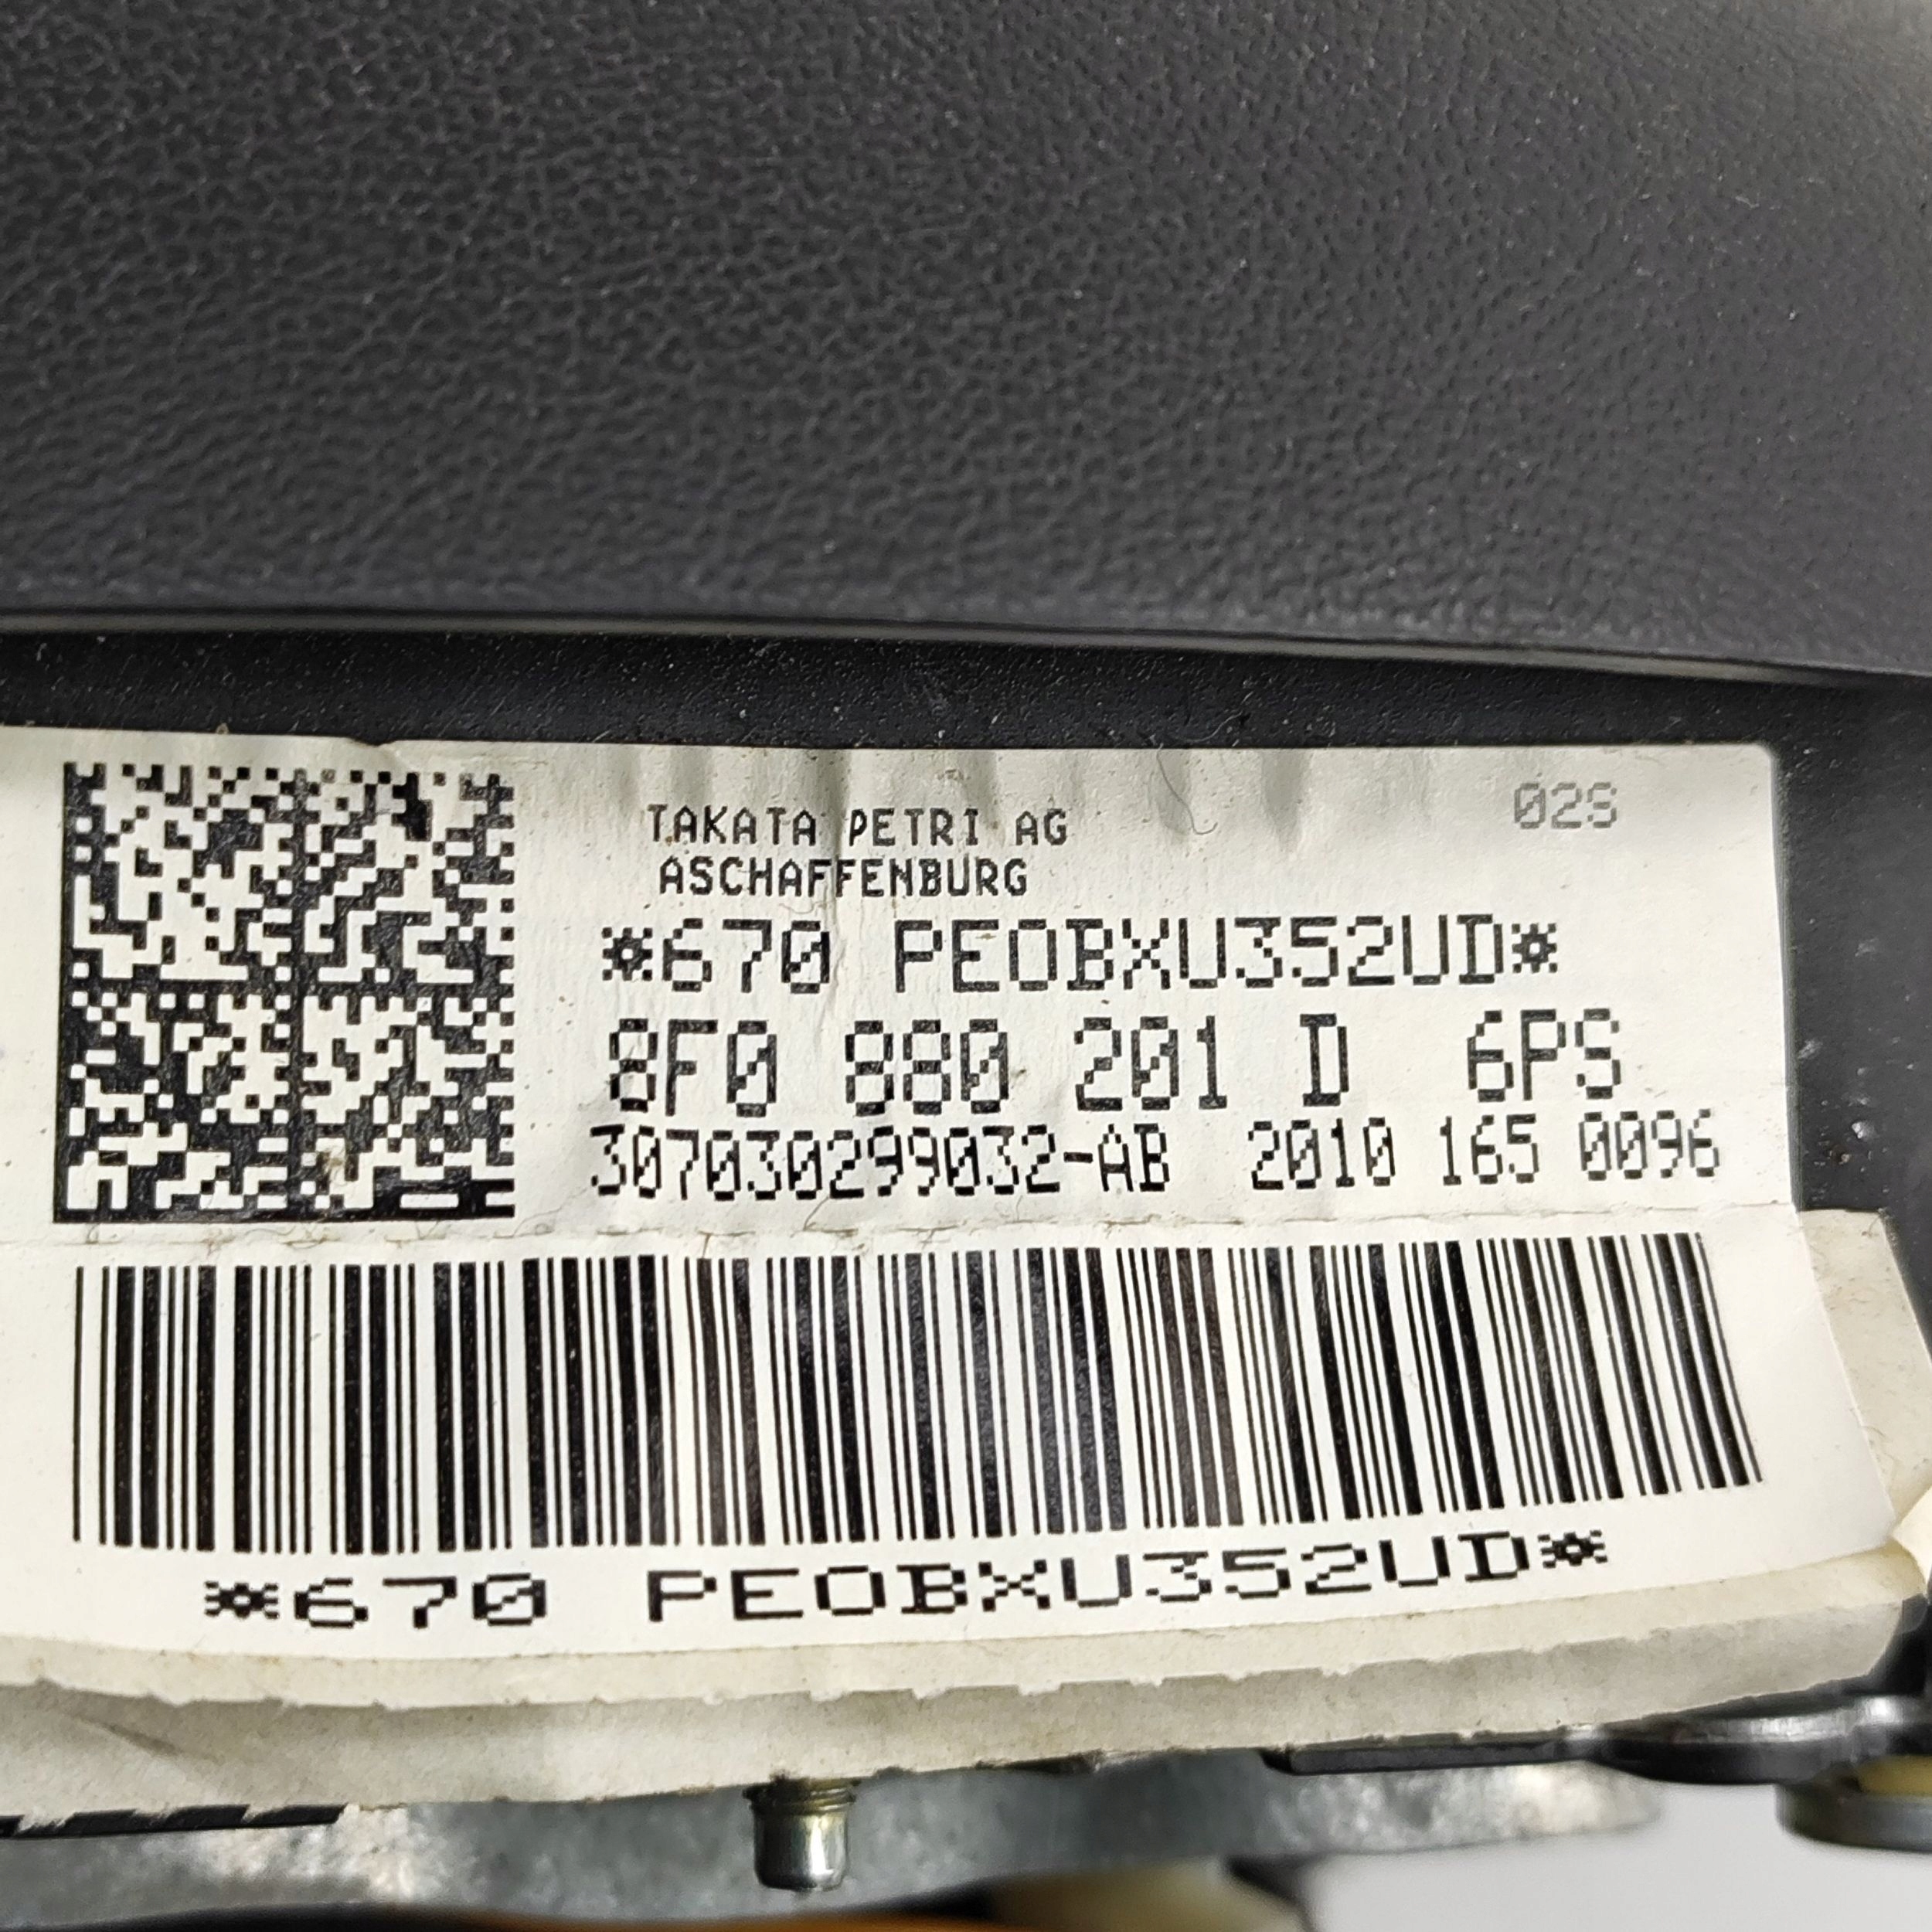 TAKATA PETRI AG
02S
ASCHAFFENBURG
*670 PEOBXU352UD*
8F0 880 201 D 6PS
307030299032-AB 2010 165 0096
*670 PEOBXU352UD*